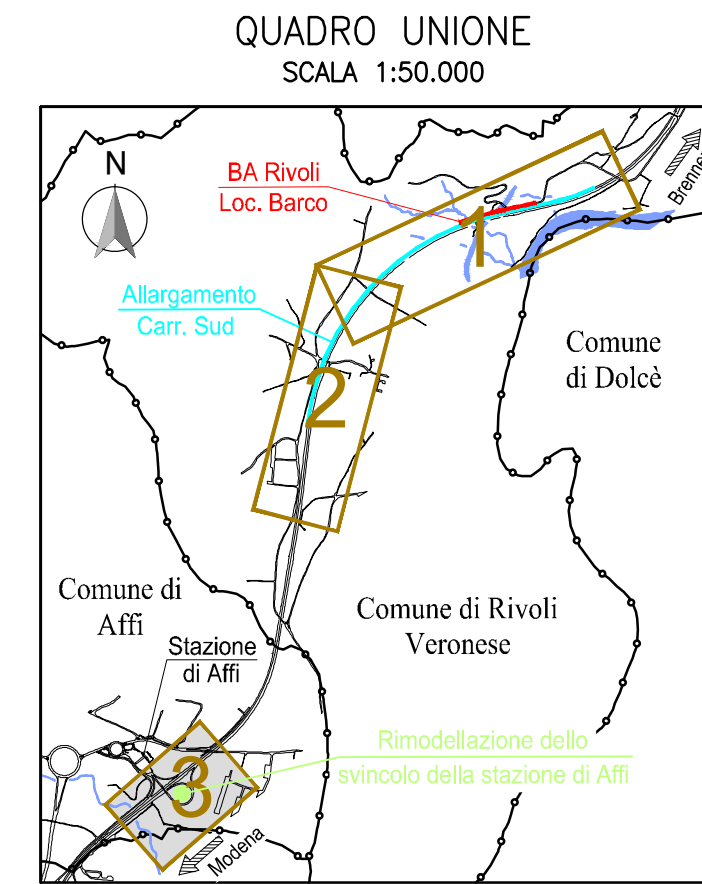 QUADRO UNIONE
SCALA 1:50.000
N
BA Rivoli
Loc. Barco
1
Allargamento
Carr. Sud
2
Comune
di Dolcè
Comune di
Affi
Comune di Rivoli
Veronese
Stazione
di Affi
3
Rimodellazione dello
svincolo della stazione di Affi
Modena